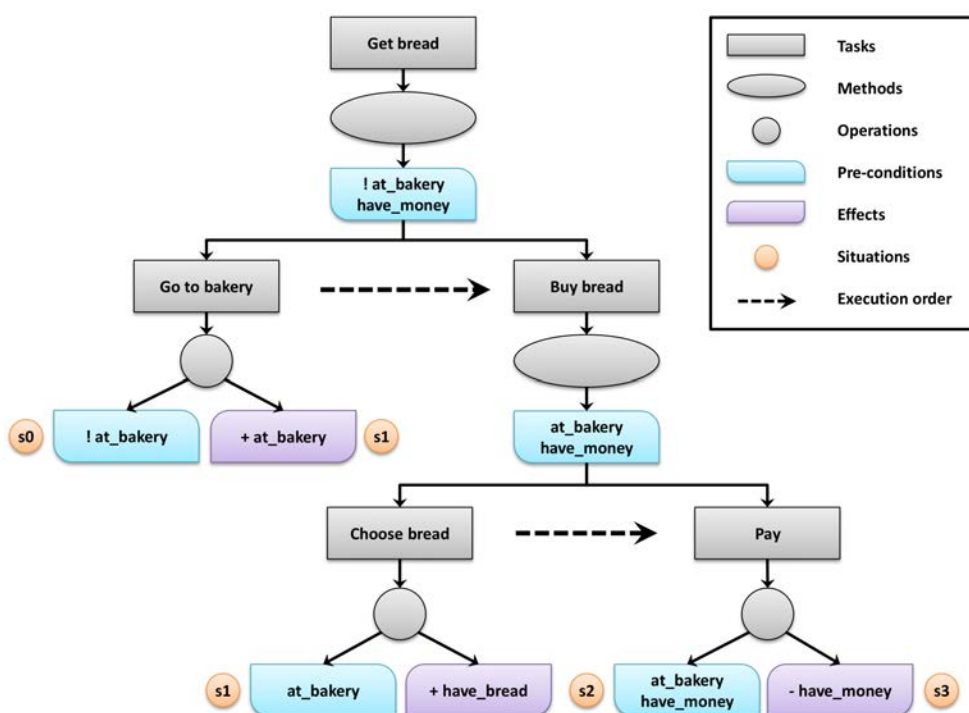 Get bread
! at_bakery
have_money
Go to bakery
Buy bread
s0
! at_bakery
+ at_bakery
s1
at_bakery
have_money
Choose bread
Pay
s1
at_bakery
+ have_bread
s2
at_bakery
have_money
- have_money
s3
Tasks
Methods
Operations
Pre-conditions
Effects
Situations
Execution order